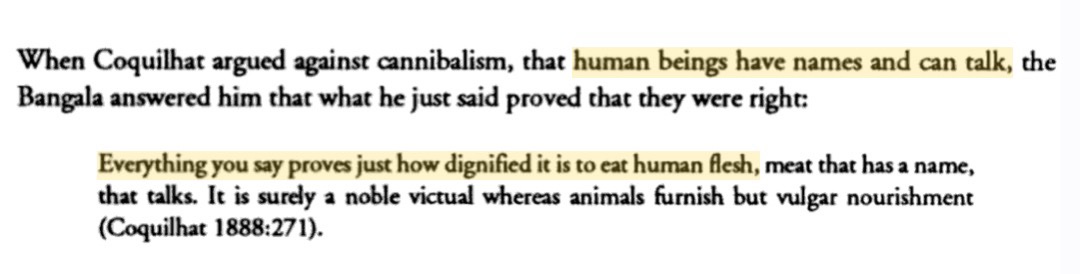 When Coquilhat argued against cannibalism, that human beings have names and can talk, the
Bangala answered him that what he just said proved that they were right:
Everything you say proves just how dignified it is to eat human flesh, meat that has a name,
that talks. It is surely a noble victual whereas animals furnish but vulgar nourishment
(Coquilhat 1888:271).